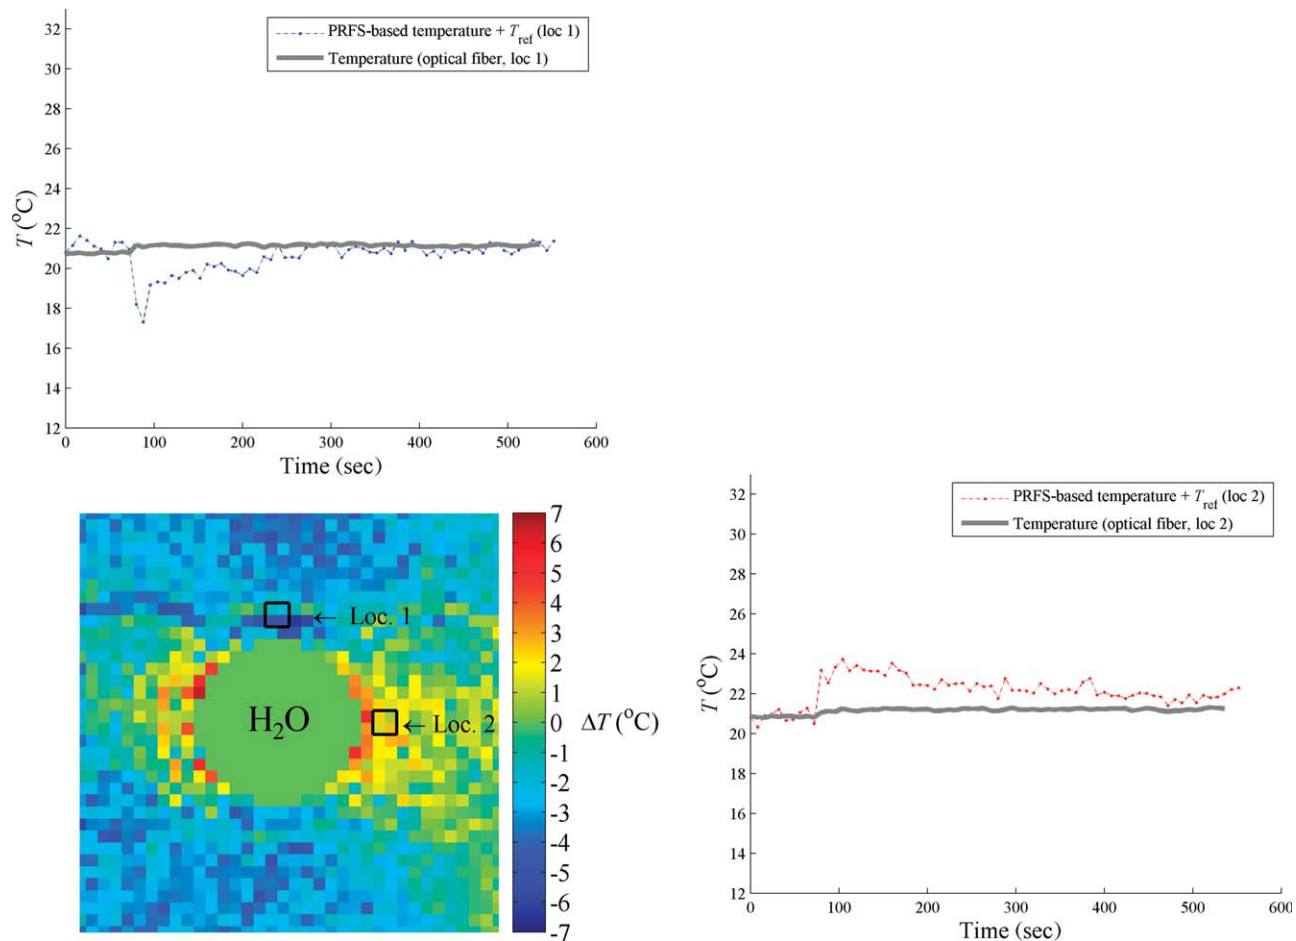 PRFS-based temperature + T_ref (loc 1)
Temperature (optical fiber, loc 1)
32
30
28
26
24
22
20
18
16
14
12
T (°C)
0 100 200 300 400 500 600
Time (sec)
7
6
5
4
3
2
1
0
-1
-2
-3
-4
-5
-6
-7
ΔT (°C)
← Loc. 1
H₂O
← Loc. 2
PRFS-based temperature + T_ref (loc 2)
Temperature (optical fiber, loc 2)
32
30
28
26
24
22
20
18
16
14
12
T (°C)
0 100 200 300 400 500 600
Time (sec)